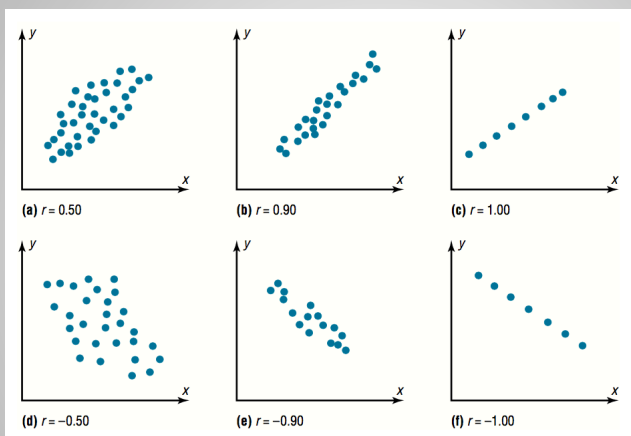 y
x
(a) r = 0.50
y
x
(b) r = 0.90
y
x
(c) r = 1.00
y
x
(d) r = −0.50
y
x
(e) r = −0.90
y
x
(f) r = −1.00